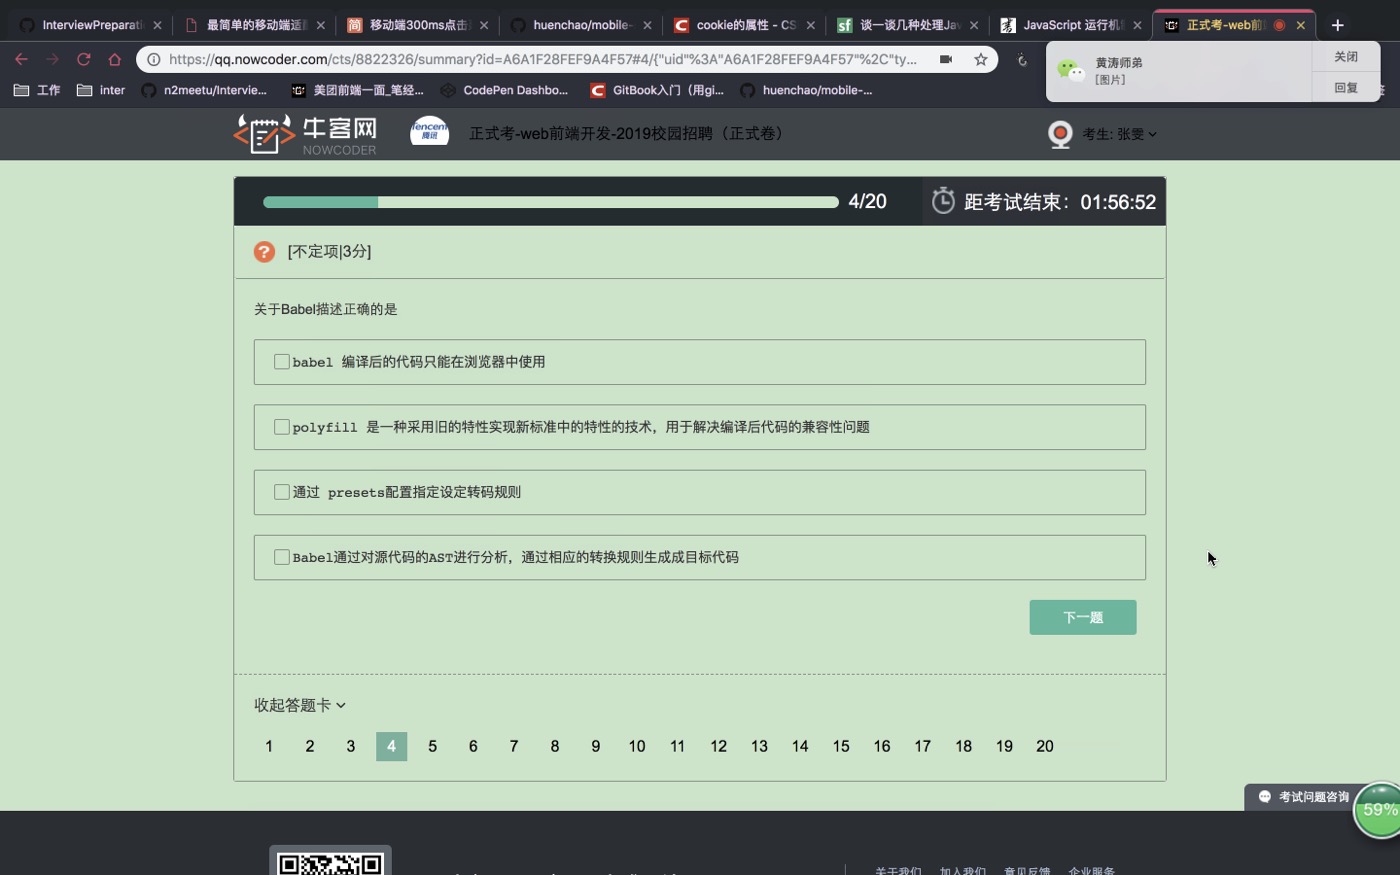 InterviewPreparati
最简单的移动端适
移动端300ms点击
huenchao/mobile-
cookie的属性 - CS
谈一谈几种处理Jav
JavaScript 运行机
正式考-web前
https://qq.nowcoder.com/cts/8822326/summary?id=A6A1F28FEF9A4F57#4/{"uid"%3A"A6A1F28FEF9A4F57"%2C"ty...
黄涛师弟
[图片]
关闭
回复
工作
inter
n2meetu/Intervie...
美团前端一面_笔经...
CodePen Dashbo...
GitBook入门（用gi...
huenchao/mobile-...
牛客网
NOWCODER
Tencent
腾讯
正式考-web前端开发-2019校园招聘（正式卷）
考生: 张雯
4/20
距考试结束：01:56:52
? [不定项|3分]
关于Babel描述正确的是
babel 编译后的代码只能在浏览器中使用
polyfill 是一种采用旧的特性实现新标准中的特性的技术，用于解决编译后代码的兼容性问题
通过 presets配置指定设定转码规则
Babel通过对源代码的AST进行分析，通过相应的转换规则生成成目标代码
下一题
收起答题卡
1 2 3 4 5 6 7 8 9 10 11 12 13 14 15 16 17 18 19 20
考试问题咨询
59%
关于我们 加入我们 意见反馈 企业服务